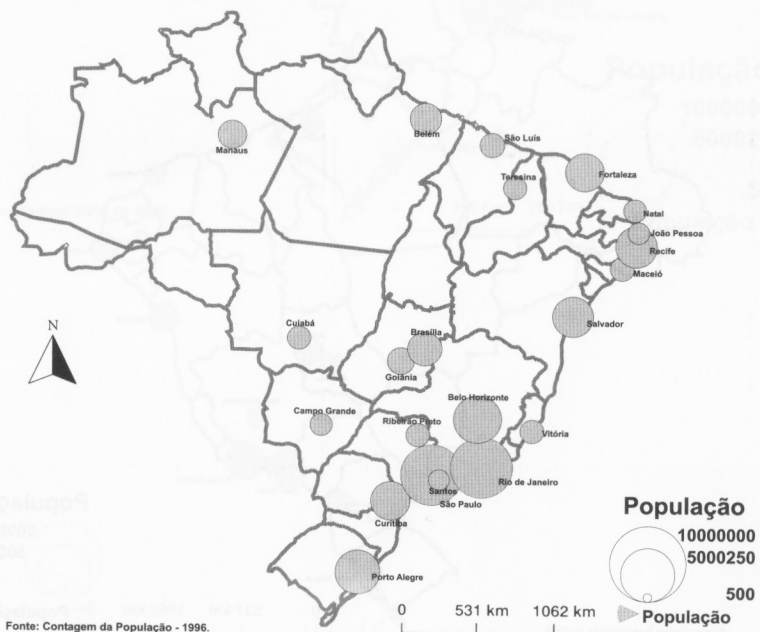 Manaus
Belém
São Luís
Teresina
Fortaleza
Natal
João Pessoa
Recife
Maceió
Salvador
N
Cuiabá
Brasília
Goiânia
Campo Grande
Belo Horizonte
Ribeirão Preto
Vitória
Santos
Rio de Janeiro
São Paulo
Curitiba
Porto Alegre
População
10000000
5000250
500
População
0 531 km 1062 km
Fonte: Contagem da População - 1996.